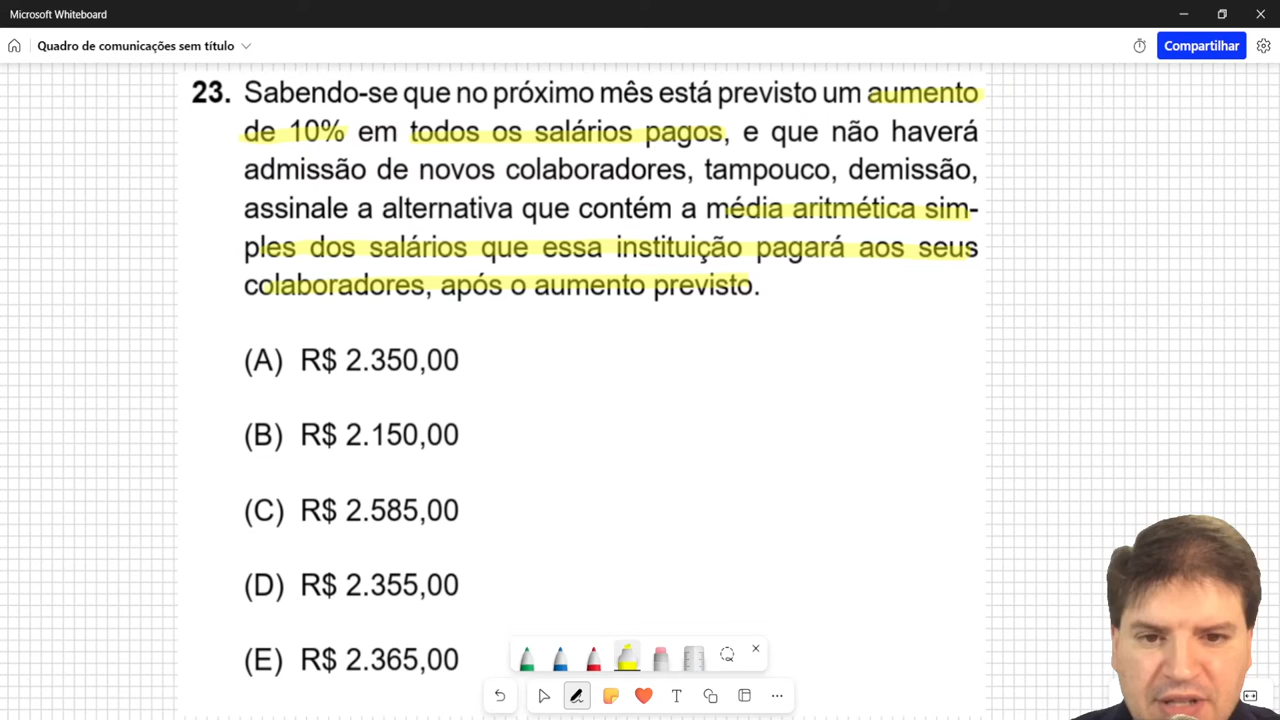 Microsoft Whiteboard
Quadro de comunicações sem título
Compartilhar
23. Sabendo-se que no próximo mês está previsto um aumento
de 10% em todos os salários pagos, e que não haverá
admissão de novos colaboradores, tampouco, demissão,
assinale a alternativa que contém a média aritmética sim-
ples dos salários que essa instituição pagará aos seus
colaboradores, após o aumento previsto.
(A) R$ 2.350,00
(B) R$ 2.150,00
(C) R$ 2.585,00
(D) R$ 2.355,00
(E) R$ 2.365,00